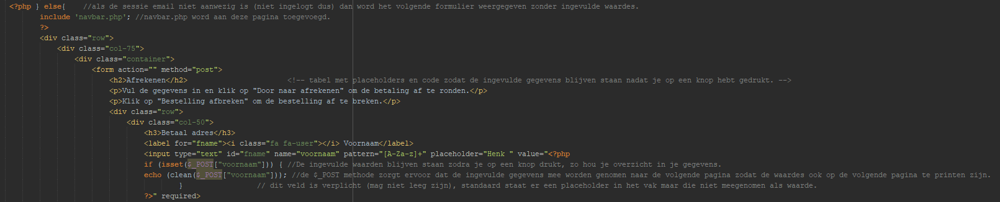 <?php } else{    //als de sessie email niet aanwezig is (niet ingelogt dus) dan word het volgende formulier weergegeven zonder ingevulde waardes.
include 'navbar.php'; //navbar.php word aan deze pagina toegevoegd.
?>
<div class="row">
<div class="col-75">
<div class="container">
<form action="" method="post">
<h2>Afrekenen</h2>                       <!-- tabel met placeholders en code zodat de ingevulde gegevens blijven staan nadat je op een knop hebt gedrukt. -->
<p>Vul de gegevens in en klik op "Door naar afrekenen" om de betaling af te ronden.</p>
<p>Klik op "Bestelling afbreken" om de bestelling af te breken.</p>
<div class="row">
<div class="col-50">
<h3>Betaal adres</h3>
<label for="fname"><i class="fa fa-user"></i> Voornaam</label>
<input type="text" id="fname" name="voornaam" pattern="[A-Za-z]+" placeholder="Henk " value="<?php
if (isset($_POST["voornaam"])) { //De ingevulde waarden blijven staan zodra je op een knop drukt, zo hou je overzicht in je gegevens.
echo (clean($_POST["voornaam"])); //de $_POST methode zorgt ervoor dat de ingevulde gegevens mee worden genomen naar de volgende pagina zodat de waardes ook op de volgende pagina te printen zijn.
}                 // dit veld is verplicht (mag niet leeg zijn), standaard staat er een placeholder in het vak maar die niet meegenomen als waarde.
?>" required>